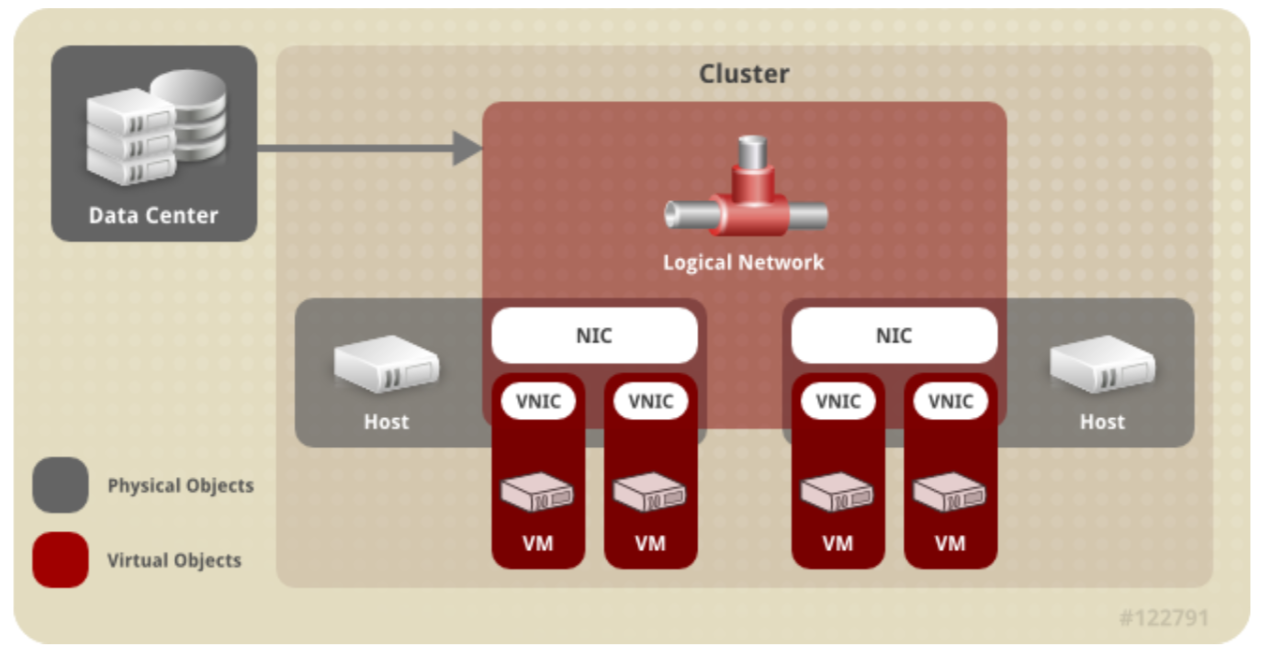 Cluster
Data Center
Logical Network
NIC
NIC
Host
VNIC
VNIC
VNIC
VNIC
Host
VM
VM
VM
VM
Physical Objects
Virtual Objects
#122791